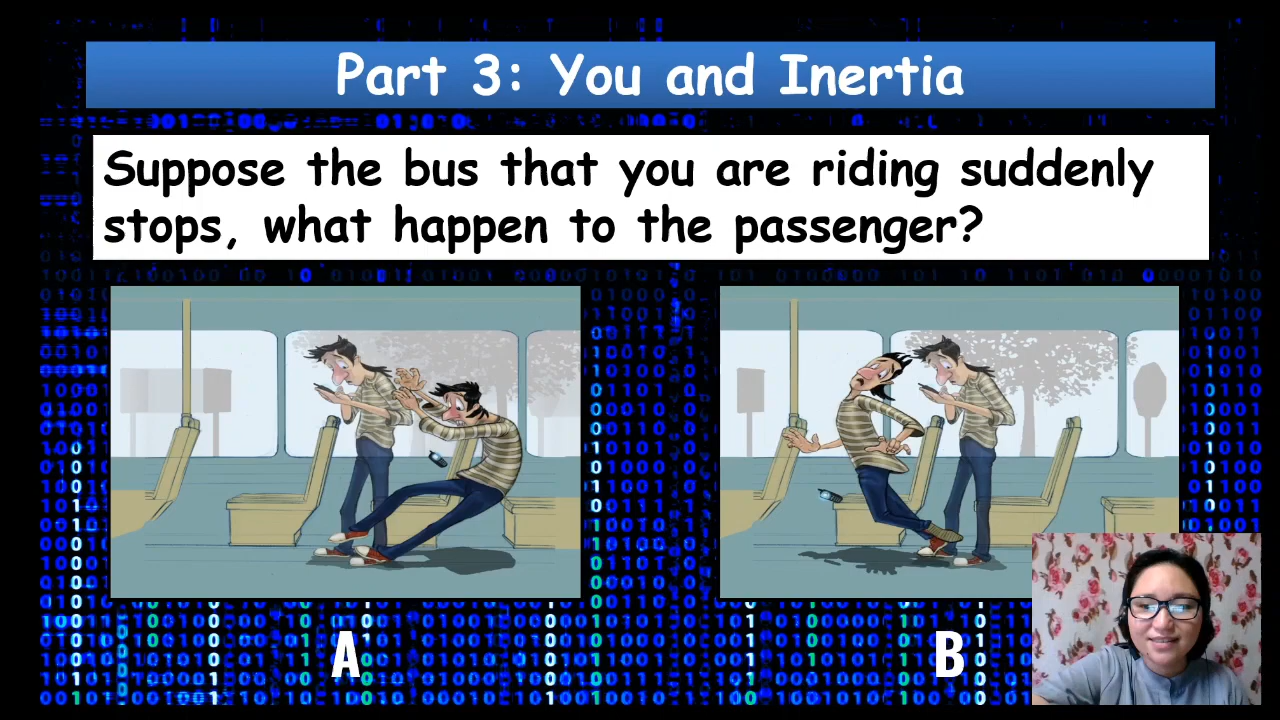 Part 3: You and Inertia
Suppose the bus that you are riding suddenly
stops, what happen to the passenger?
A
B